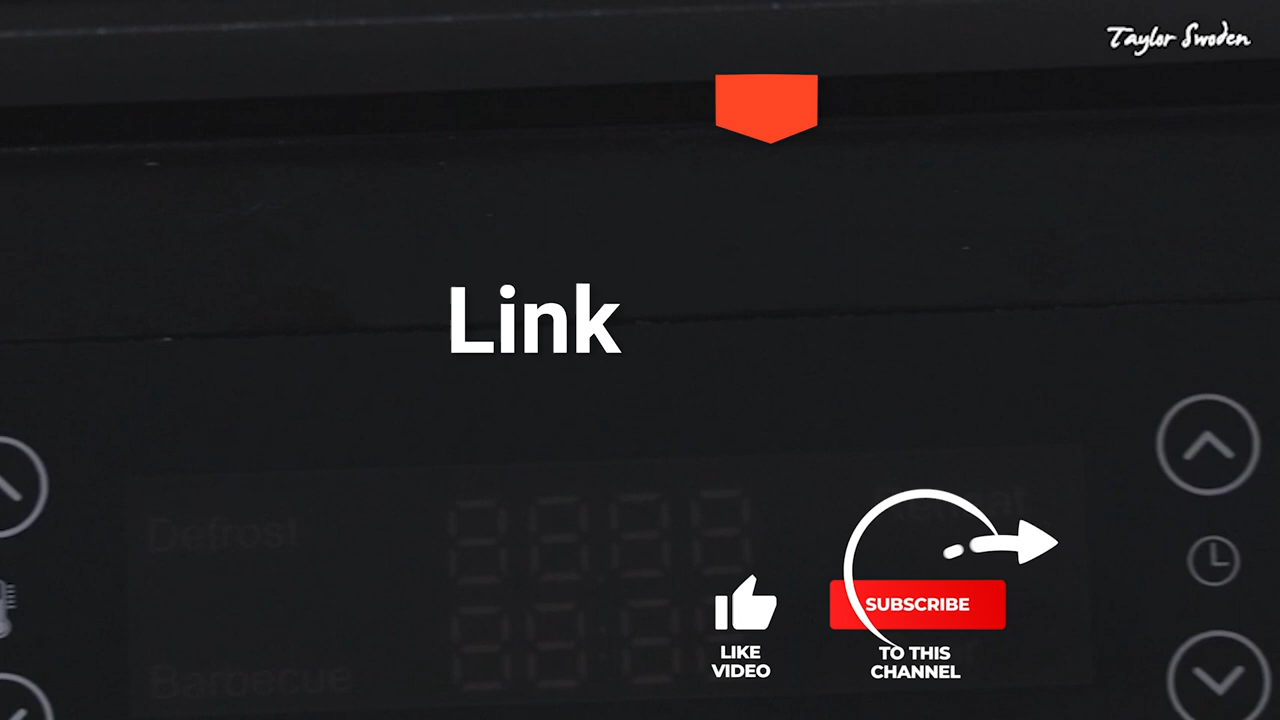 Taylor Swoden
Link
Defrost
SUBSCRIBE
LIKE
VIDEO
TO THIS
CHANNEL
Barbecue